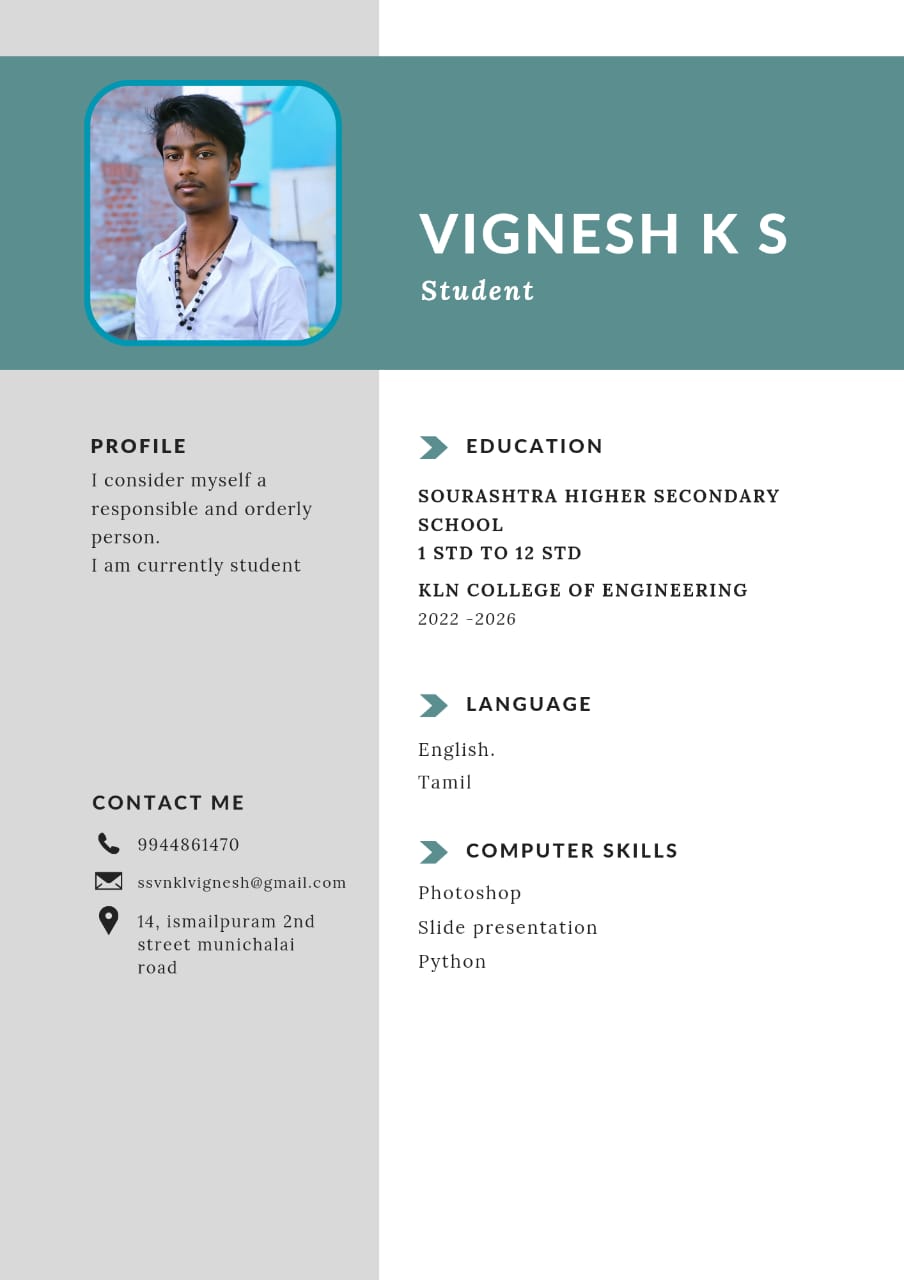 VIGNESH K S
Student
PROFILE
I consider myself a
responsible and orderly
person.
I am currently student
CONTACT ME
9944861470
ssvnklvignesh@gmail.com
14, ismailpuram 2nd
street munichalai
road
EDUCATION
SOURASHTRA HIGHER SECONDARY
SCHOOL
1 STD TO 12 STD
KLN COLLEGE OF ENGINEERING
2022 -2026
LANGUAGE
English.
Tamil
COMPUTER SKILLS
Photoshop
Slide presentation
Python